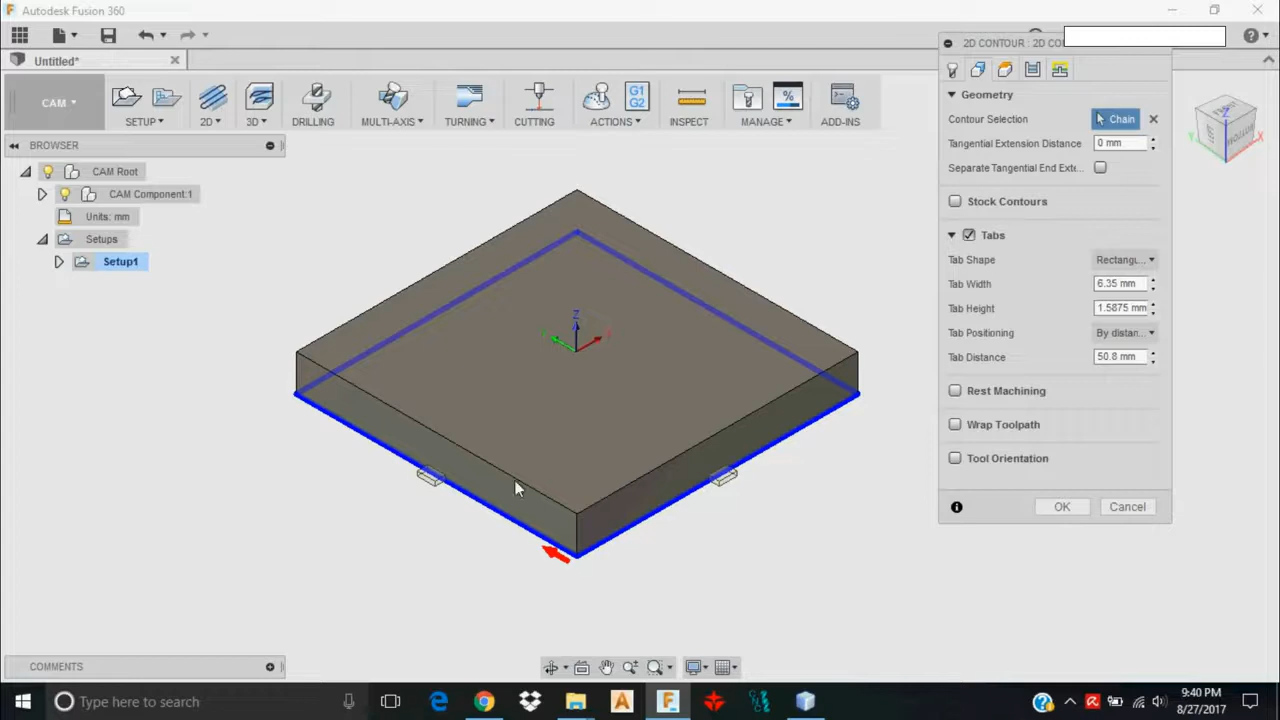 Autodesk Fusion 360
Untitled*
CAM
SETUP
2D
3D
DRILLING
MULTI-AXIS
TURNING
CUTTING
G1
G2
ACTIONS
INSPECT
%
MANAGE
ADD-INS
BROWSER
CAM Root
CAM Component:1
Units: mm
Setups
Setup1
Z
2D CONTOUR : 2D CO
Geometry
Contour Selection Chain
Tangential Extension Distance 0 mm
Separate Tangential End Exte...
Stock Contours
Tabs
Tab Shape Rectangu...
Tab Width 6.35 mm
Tab Height 1.5875 mm
Tab Positioning By distan...
Tab Distance 50.8 mm
Rest Machining
Wrap Toolpath
Tool Orientation
OK Cancel
Z
Y
X
BOTTOM
COMMENTS
Type here to search
9:40 PM
8/27/2017